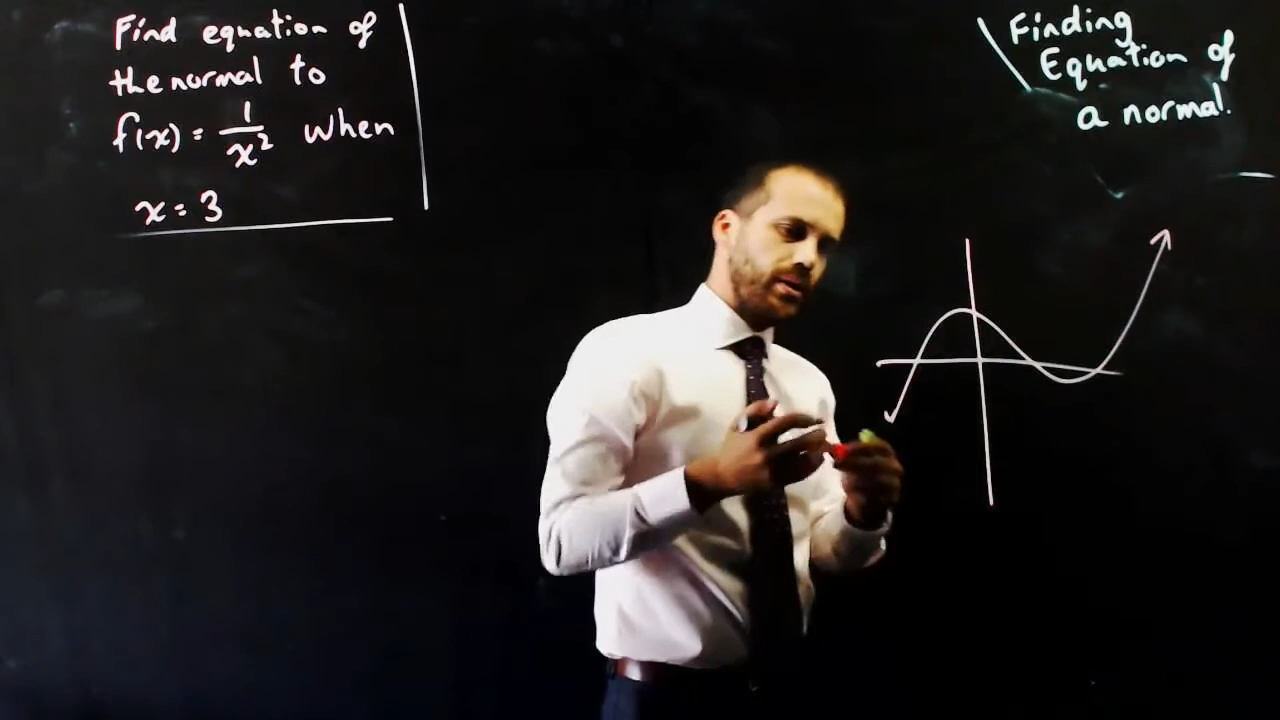 Find equation of
the normal to
f(x) = 1/x² when
x = 3
Finding
Equation of
a normal.